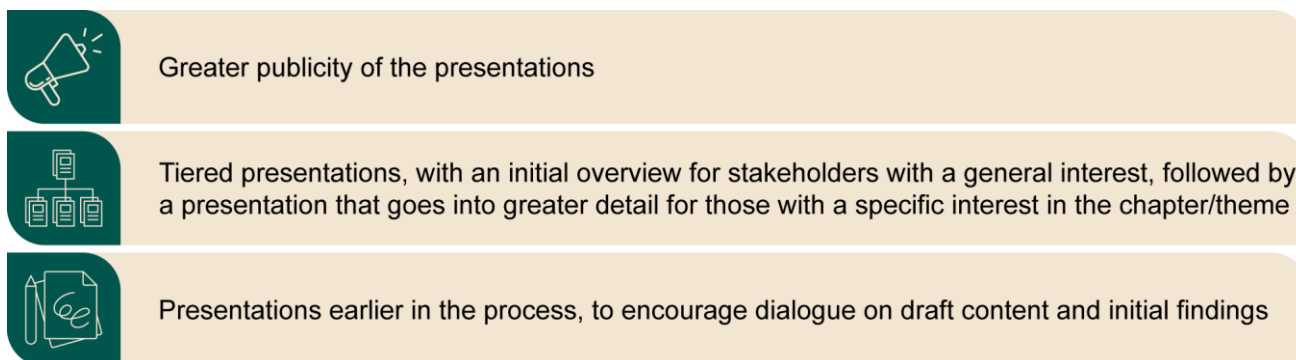 Greater publicity of the presentations
Tiered presentations, with an initial overview for stakeholders with a general interest, followed by
a presentation that goes into greater detail for those with a specific interest in the chapter/theme
Presentations earlier in the process, to encourage dialogue on draft content and initial findings